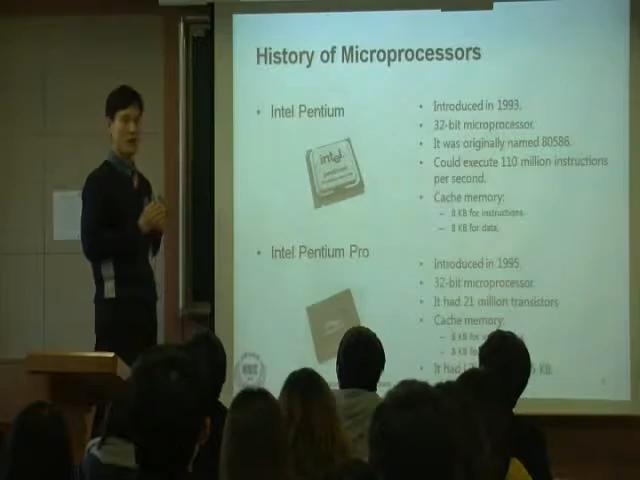 History of Microprocessors
• Intel Pentium
intel
pentium
• Introduced in 1993.
• 32-bit microprocessor.
• It was originally named 80586.
• Could execute 110 million instructions
per second.
• Cache memory:
– 8 KB for instructions.
– 8 KB for data.
• Intel Pentium Pro
• Introduced in 1995.
• 32-bit microprocessor.
• It had 21 million transistors
• Cache memory:
– 8 KB for
– 8 KB
• It had KB.